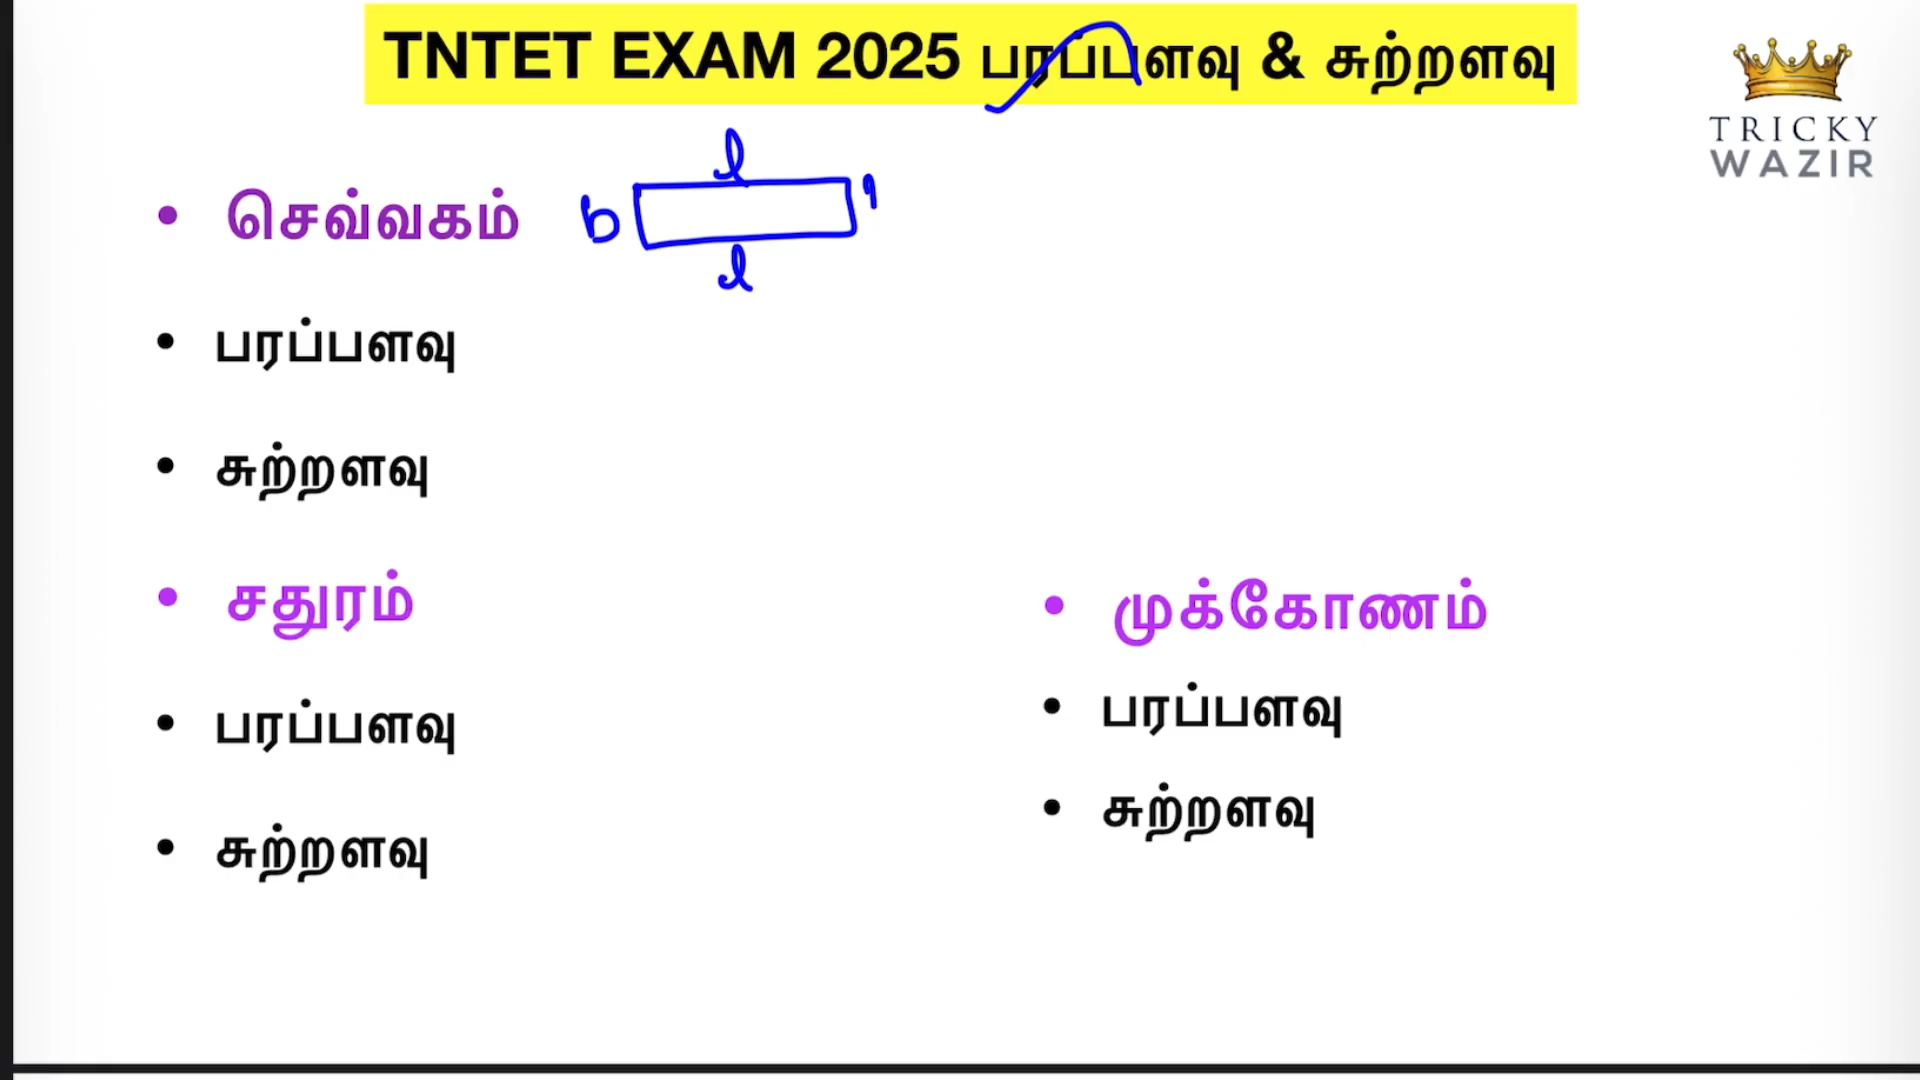 TNTET EXAM 2025 பரப்பளவு & சுற்றளவு
TRICKY
WAZIR
l
• செவ்வகம்
b
l
• பரப்பளவு
• சுற்றளவு
• சதுரம்
• பரப்பளவு
• சுற்றளவு
• முக்கோணம்
• பரப்பளவு
• சுற்றளவு